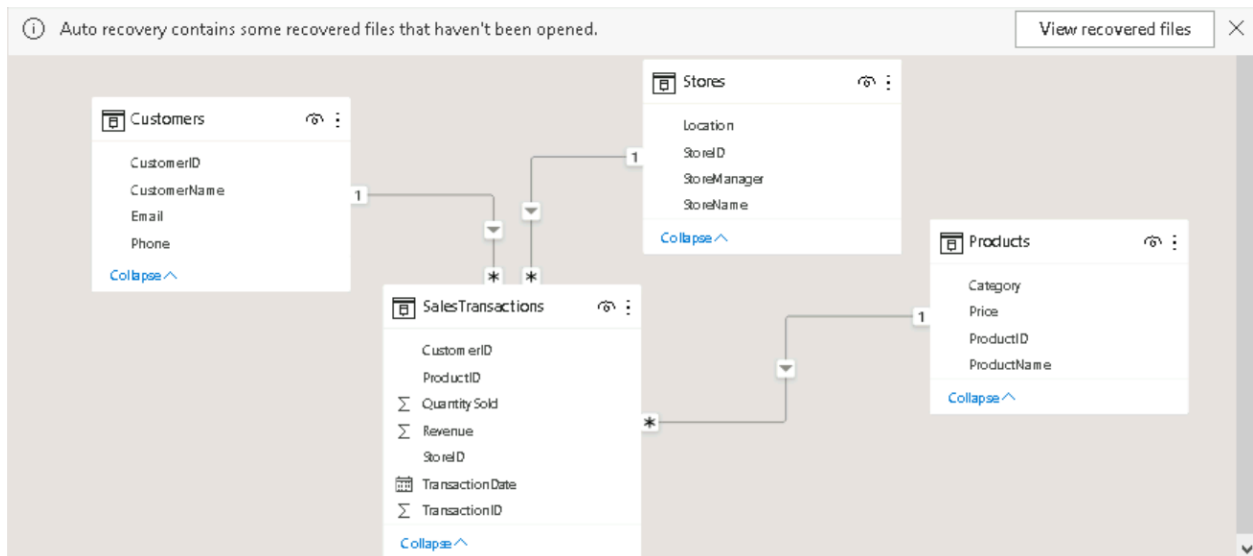 Auto recovery contains some recovered files that haven't been opened.
View recovered files
Customers
CustomerID
CustomerName
Email
Phone
Collapse
1
Stores
Location
StoreID
StoreManager
StoreName
Collapse
1
Products
Category
Price
ProductID
ProductName
Collapse
1
*
*
*
SalesTransactions
CustomerID
ProductID
Σ Quantity Sold
Σ Revenue
StoreID
TransactionDate
Σ TransactionID
Collapse